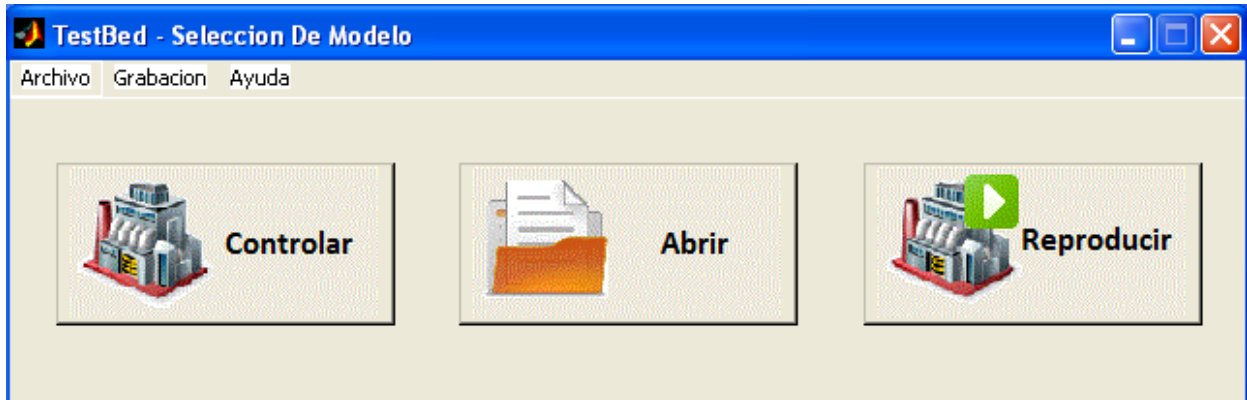 TestBed - Seleccion De Modelo
Archivo Grabacion Ayuda
Controlar Abrir Reproducir